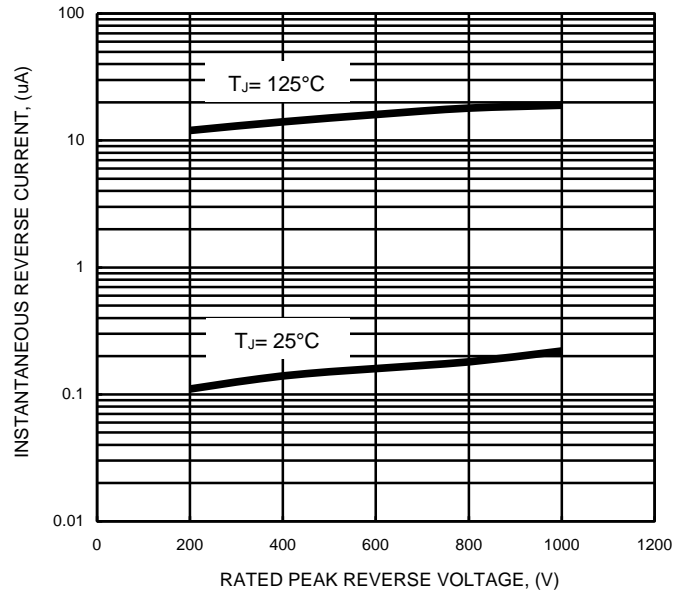 100
10
1
0.1
0.01
INSTANTANEOUS REVERSE CURRENT, (uA)
TJ= 125°C
TJ= 25°C
0 200 400 600 800 1000 1200
RATED PEAK REVERSE VOLTAGE, (V)